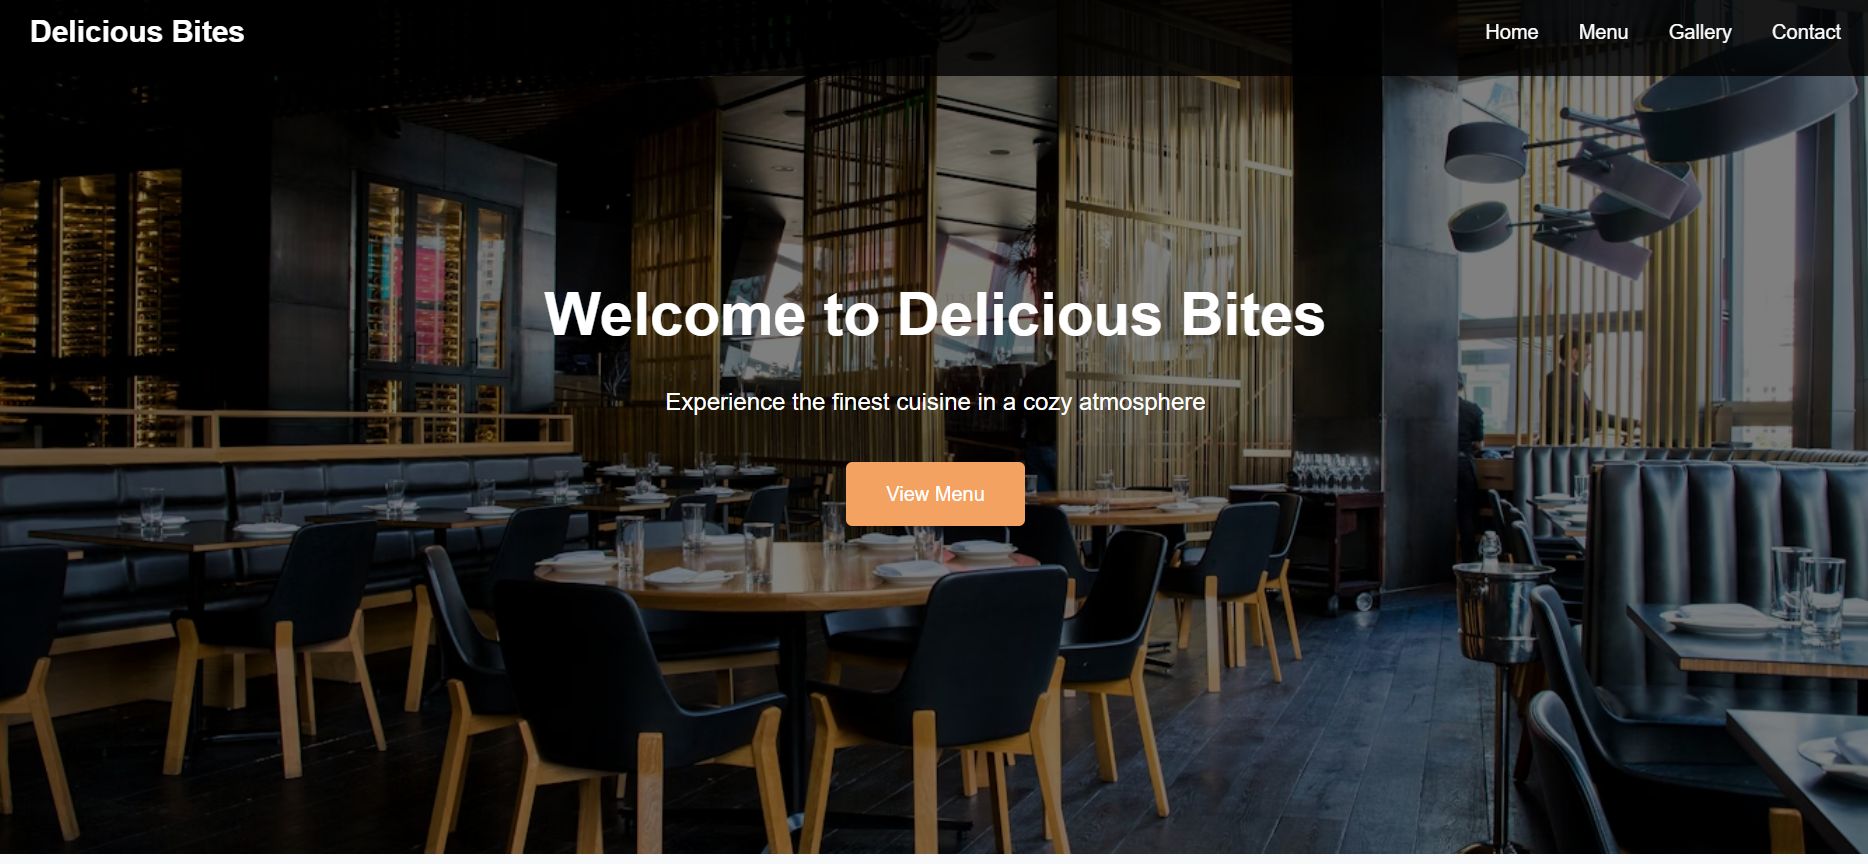 Delicious Bites
Home Menu Gallery Contact
Welcome to Delicious Bites
Experience the finest cuisine in a cozy atmosphere
View Menu